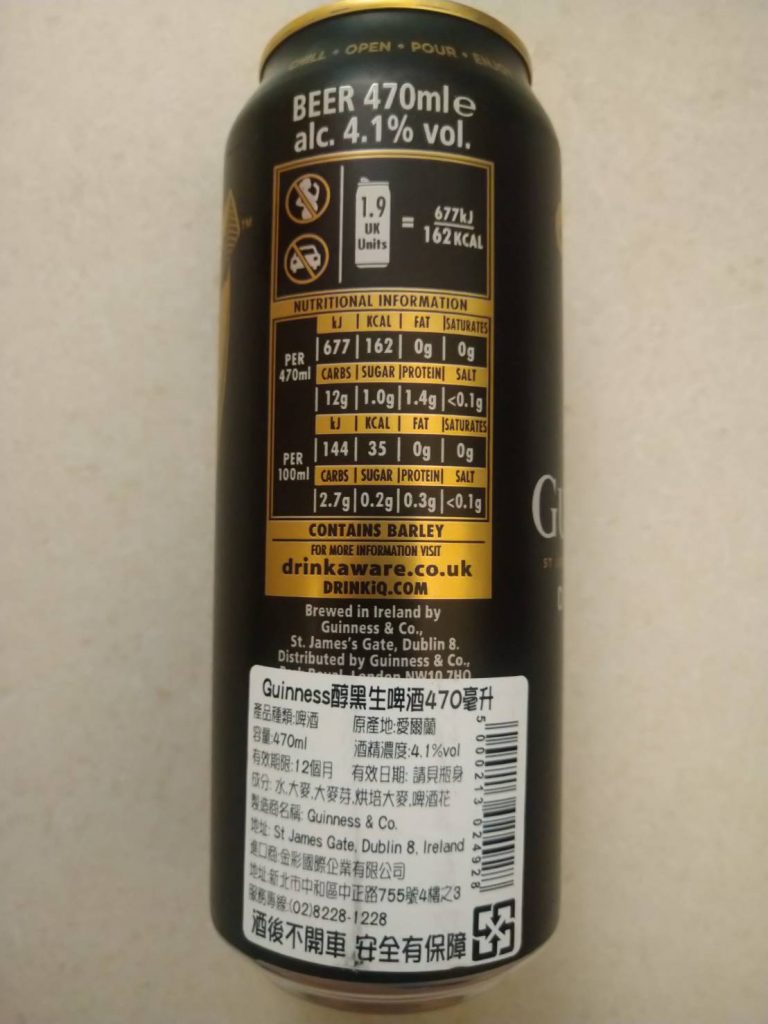 CHILL • OPEN • POUR • ENJOY
BEER 470ml e
alc. 4.1% vol.
1.9
UK
Units
=
677kJ
162 KCAL
NUTRITIONAL INFORMATION
kJ KCAL FAT SATURATES
PER
470ml
677 162 0g 0g
CARBS SUGAR PROTEIN SALT
12g 1.0g 1.4g <0.1g
kJ KCAL FAT SATURATES
PER
100ml
144 35 0g 0g
CARBS SUGAR PROTEIN SALT
2.7g 0.2g 0.3g <0.1g
CONTAINS BARLEY
FOR MORE INFORMATION VISIT
drinkaware.co.uk
DRINKiQ.COM
Brewed in Ireland by
Guinness & Co.,
St. James's Gate, Dublin 8.
Distributed by Guinness & Co.,
Park Royal, London NW10 7HQ
Guinness醇黑生啤酒470毫升
產品種類:啤酒 原產地:愛爾蘭
容量:470ml 酒精濃度:4.1%vol
有效期限:12個月 有效日期: 請見瓶身
成分: 水,大麥,大麥芽,烘培大麥,啤酒花
製造商名稱: Guinness & Co.
地址: St James Gate, Dublin 8, Ireland
進口商:金彩國際企業有限公司
地址:新北市中和區中正路755號4樓之3
服務專線:(02)8228-1228
酒後不開車 安全有保障
5 000213 024928
TM